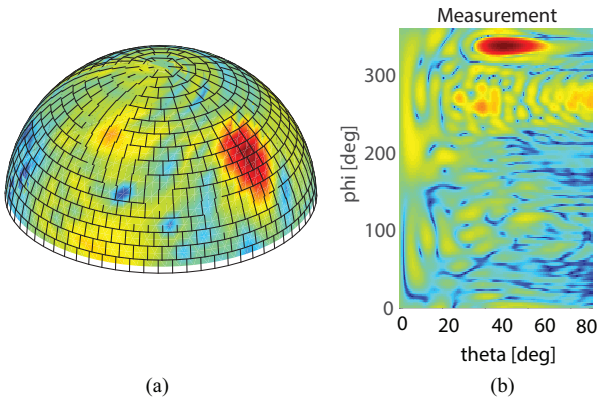 Measurement
phi [deg]
300
200
100
0
0 20 40 60 80
theta [deg]
(a)
(b)